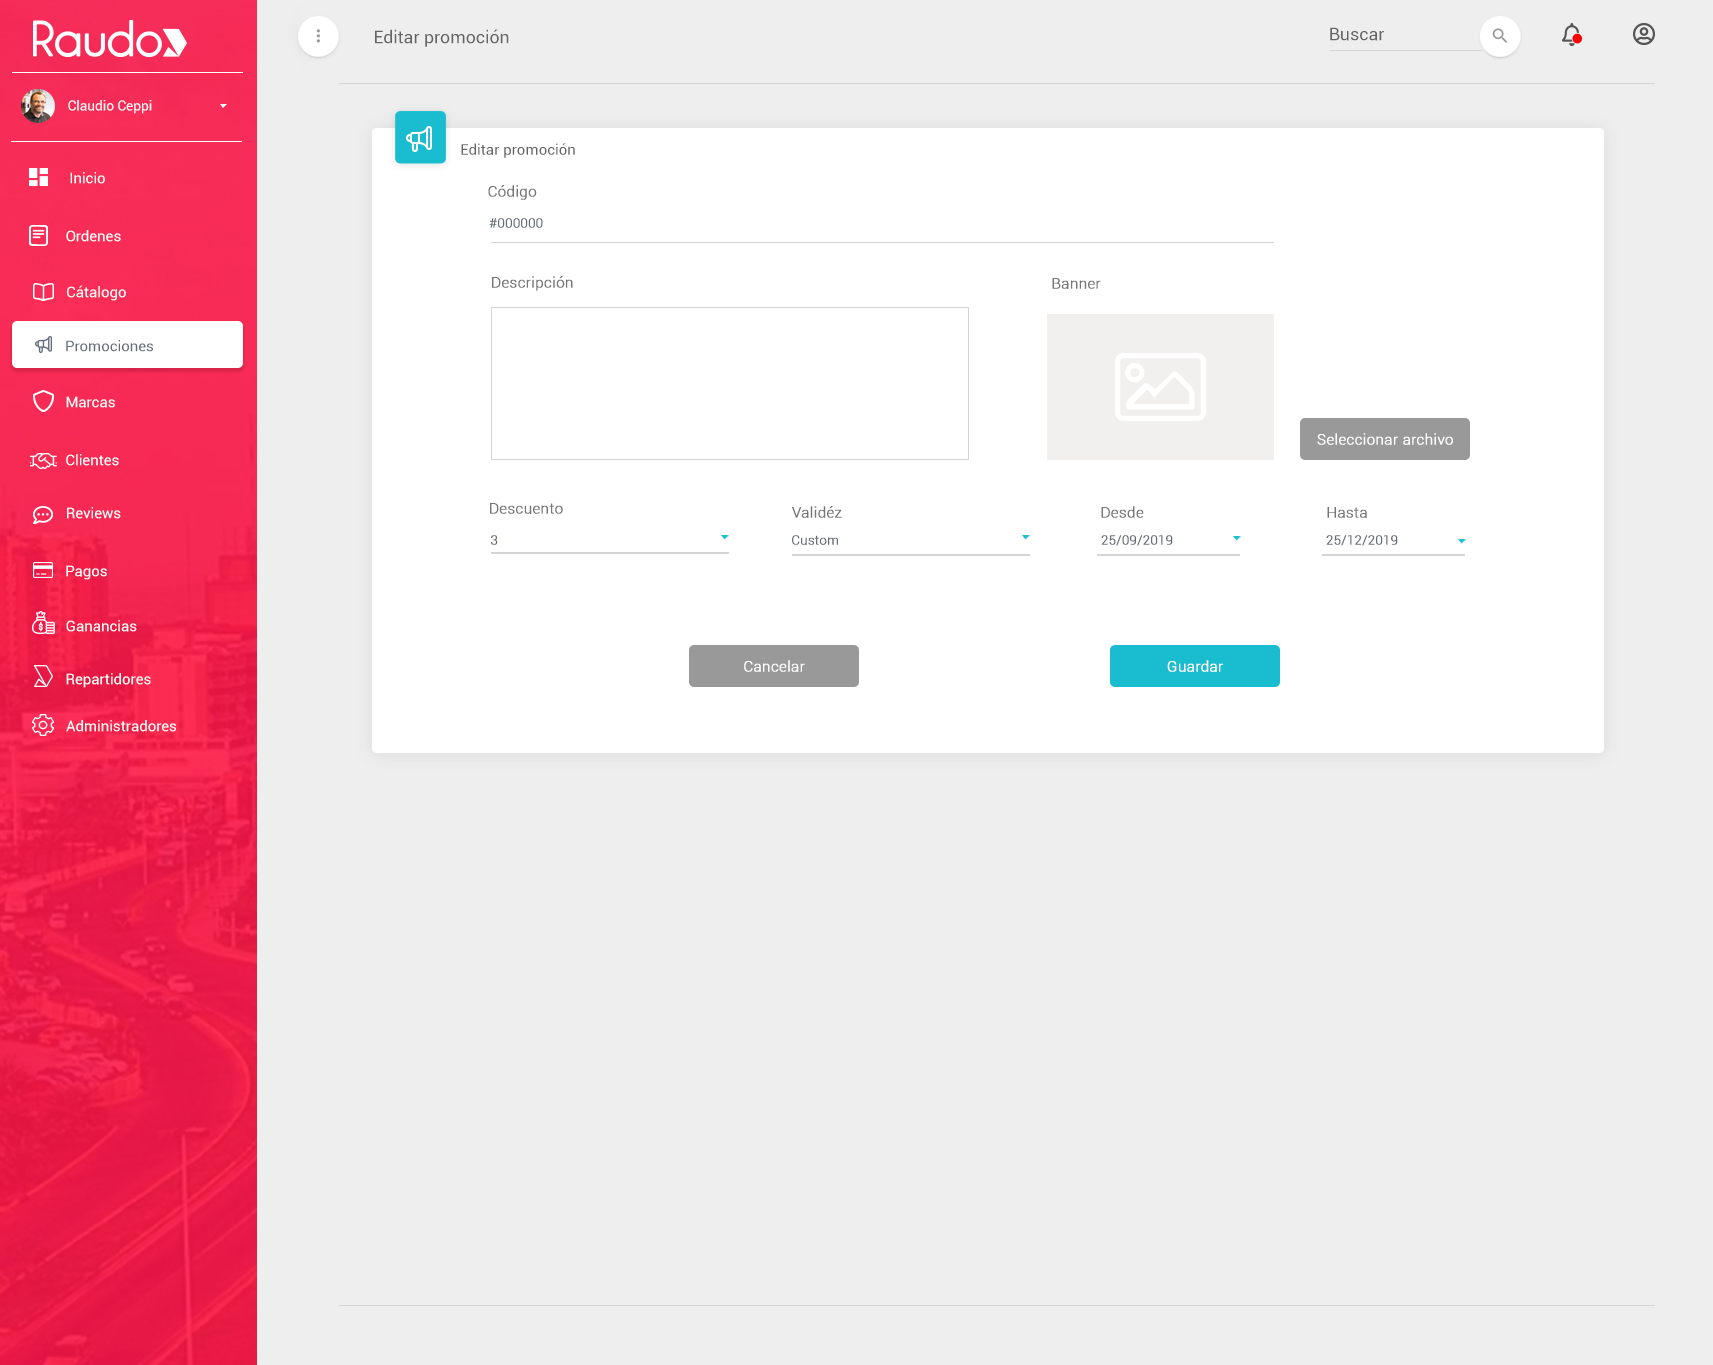 Raudo
Claudio Ceppi
Inicio
Ordenes
Cátalogo
Promociones
Marcas
Clientes
Reviews
Pagos
Ganancias
Repartidores
Administradores
Editar promoción
Buscar
Editar promoción
Código
#000000
Descripción
Banner
Seleccionar archivo
Descuento
Validéz
Desde
Hasta
3
Custom
25/09/2019
25/12/2019
Cancelar
Guardar